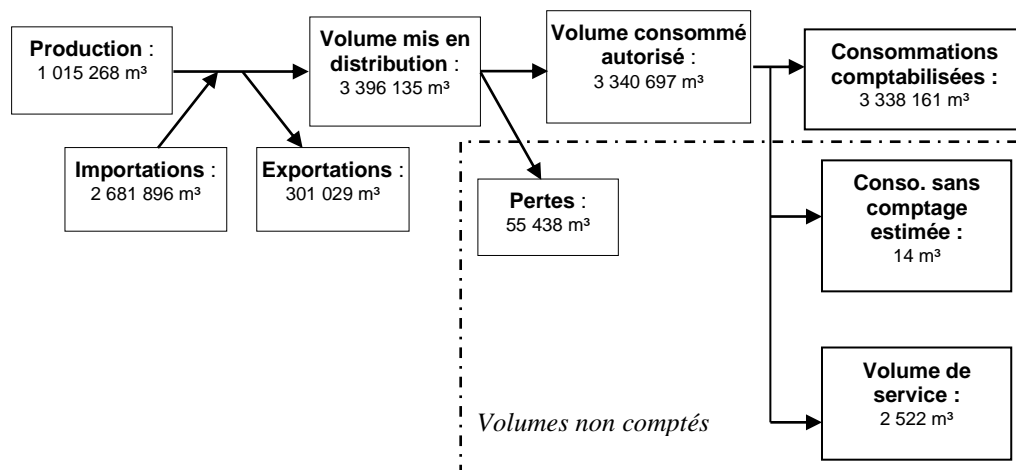 Production :
1 015 268 m³
Importations :
2 681 896 m³
Exportations :
301 029 m³
Volume mis en
distribution :
3 396 135 m³
Pertes :
55 438 m³
Volume consommé
autorisé :
3 340 697 m³
Consommations
comptabilisées :
3 338 161 m³
Conso. sans
comptage
estimée :
14 m³
Volume de
service :
2 522 m³
Volumes non comptés